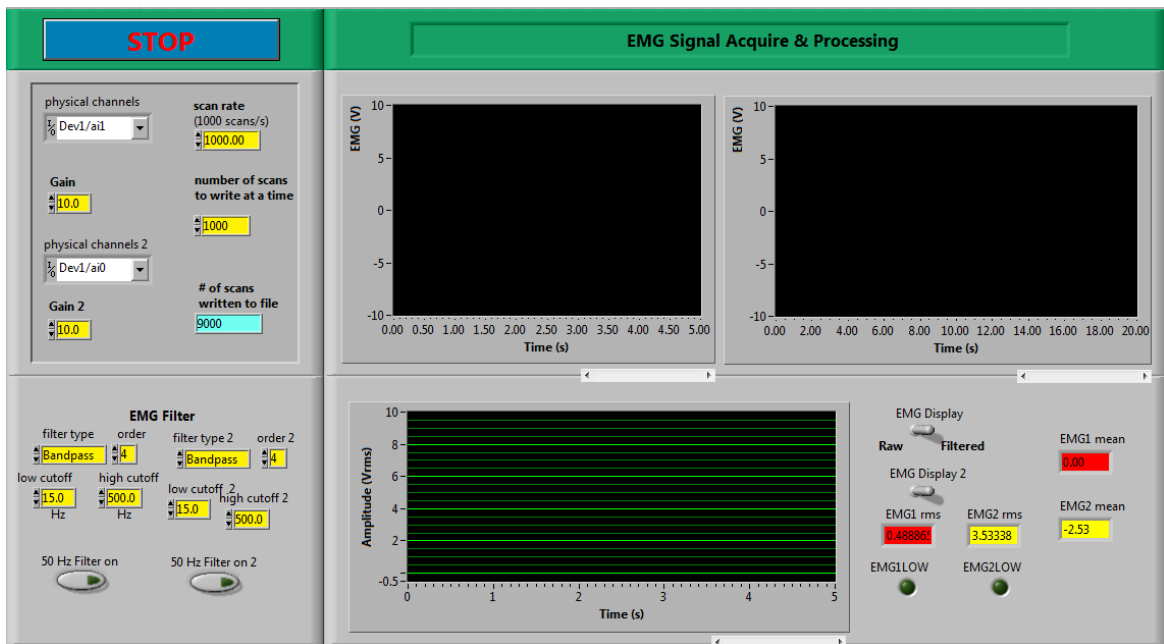 STOP
EMG Signal Acquire & Processing
physical channels
I/O Dev1/ai1
scan rate
(1000 scans/s)
1000.00
Gain
10.0
number of scans
to write at a time
1000
physical channels 2
I/O Dev1/ai0
Gain 2
10.0
# of scans
written to file
9000
EMG (V)
10
5
0
-5
-10
0.00 0.50 1.00 1.50 2.00 2.50 3.00 3.50 4.00 4.50 5.00
Time (s)
EMG (V)
10
5
0
-5
-10
0.00 2.00 4.00 6.00 8.00 10.00 12.00 14.00 16.00 18.00 20.00
Time (s)
EMG Filter
filter type order filter type 2 order 2
Bandpass 4 Bandpass 4
low cutoff high cutoff low cutoff 2 high cutoff 2
15.0 500.0 15.0 500.0
Hz Hz
50 Hz Filter on 50 Hz Filter on 2
Amplitude (Vrms)
10
8
6
4
2
-0.5
0 1 2 3 4 5
Time (s)
EMG Display
Raw Filtered
EMG Display 2
EMG1 rms EMG2 rms
3.53338
EMG1LOW EMG2LOW
EMG1 mean
0.00
EMG2 mean
-2.53